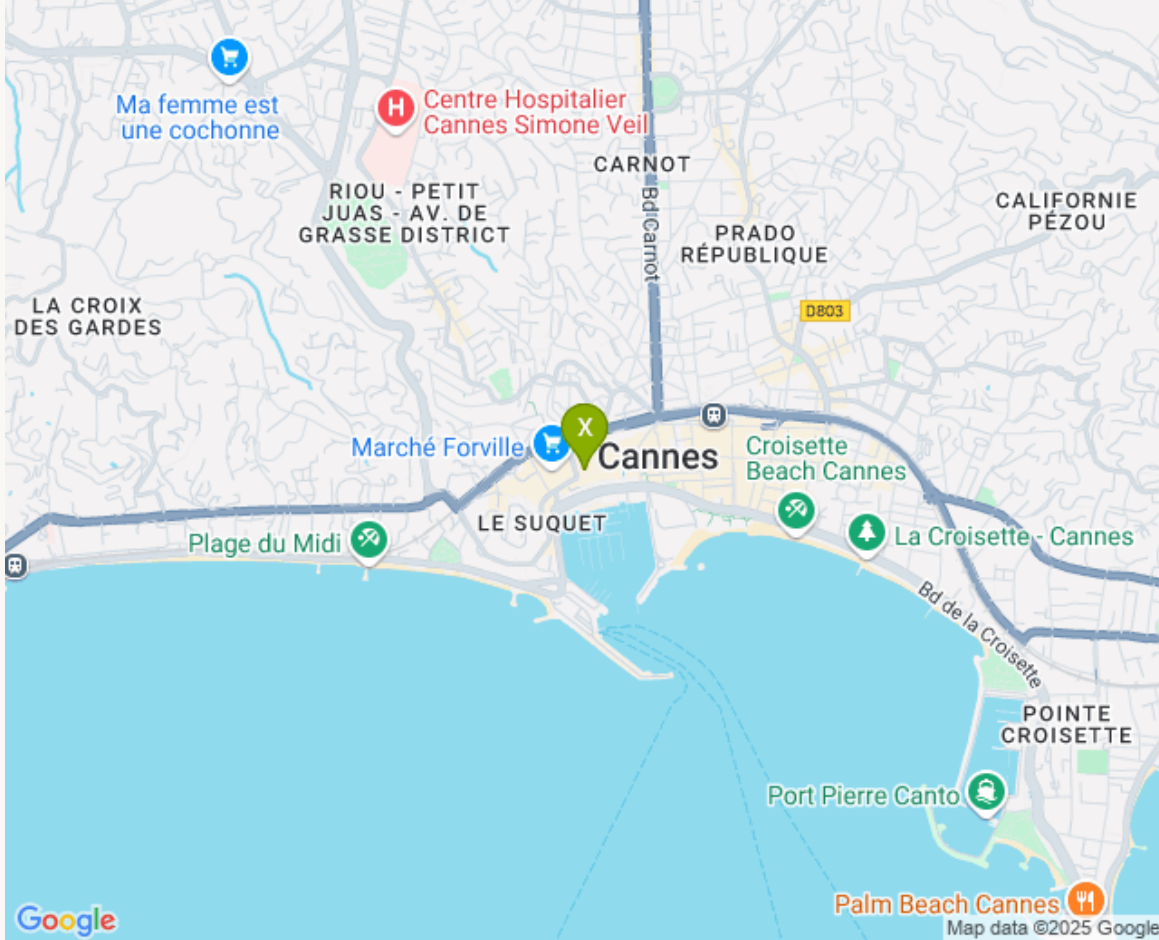 Ma femme est
une cochonne
Centre Hospitalier
Cannes Simone Veil
H
CARNOT
RIOU - PETIT
JUAS - AV. DE
GRASSE DISTRICT
Bd Carnot
CALIFORNIE
PÉZOU
PRADO
RÉPUBLIQUE
LA CROIX
DES GARDES
D803
X
Marché Forville
Cannes
Croisette
Beach Cannes
LE SUQUET
Plage du Midi
La Croisette - Cannes
Bd de la Croisette
POINTE
CROISETTE
Port Pierre Canto
Palm Beach Cannes
Google
Map data ©2025 Google